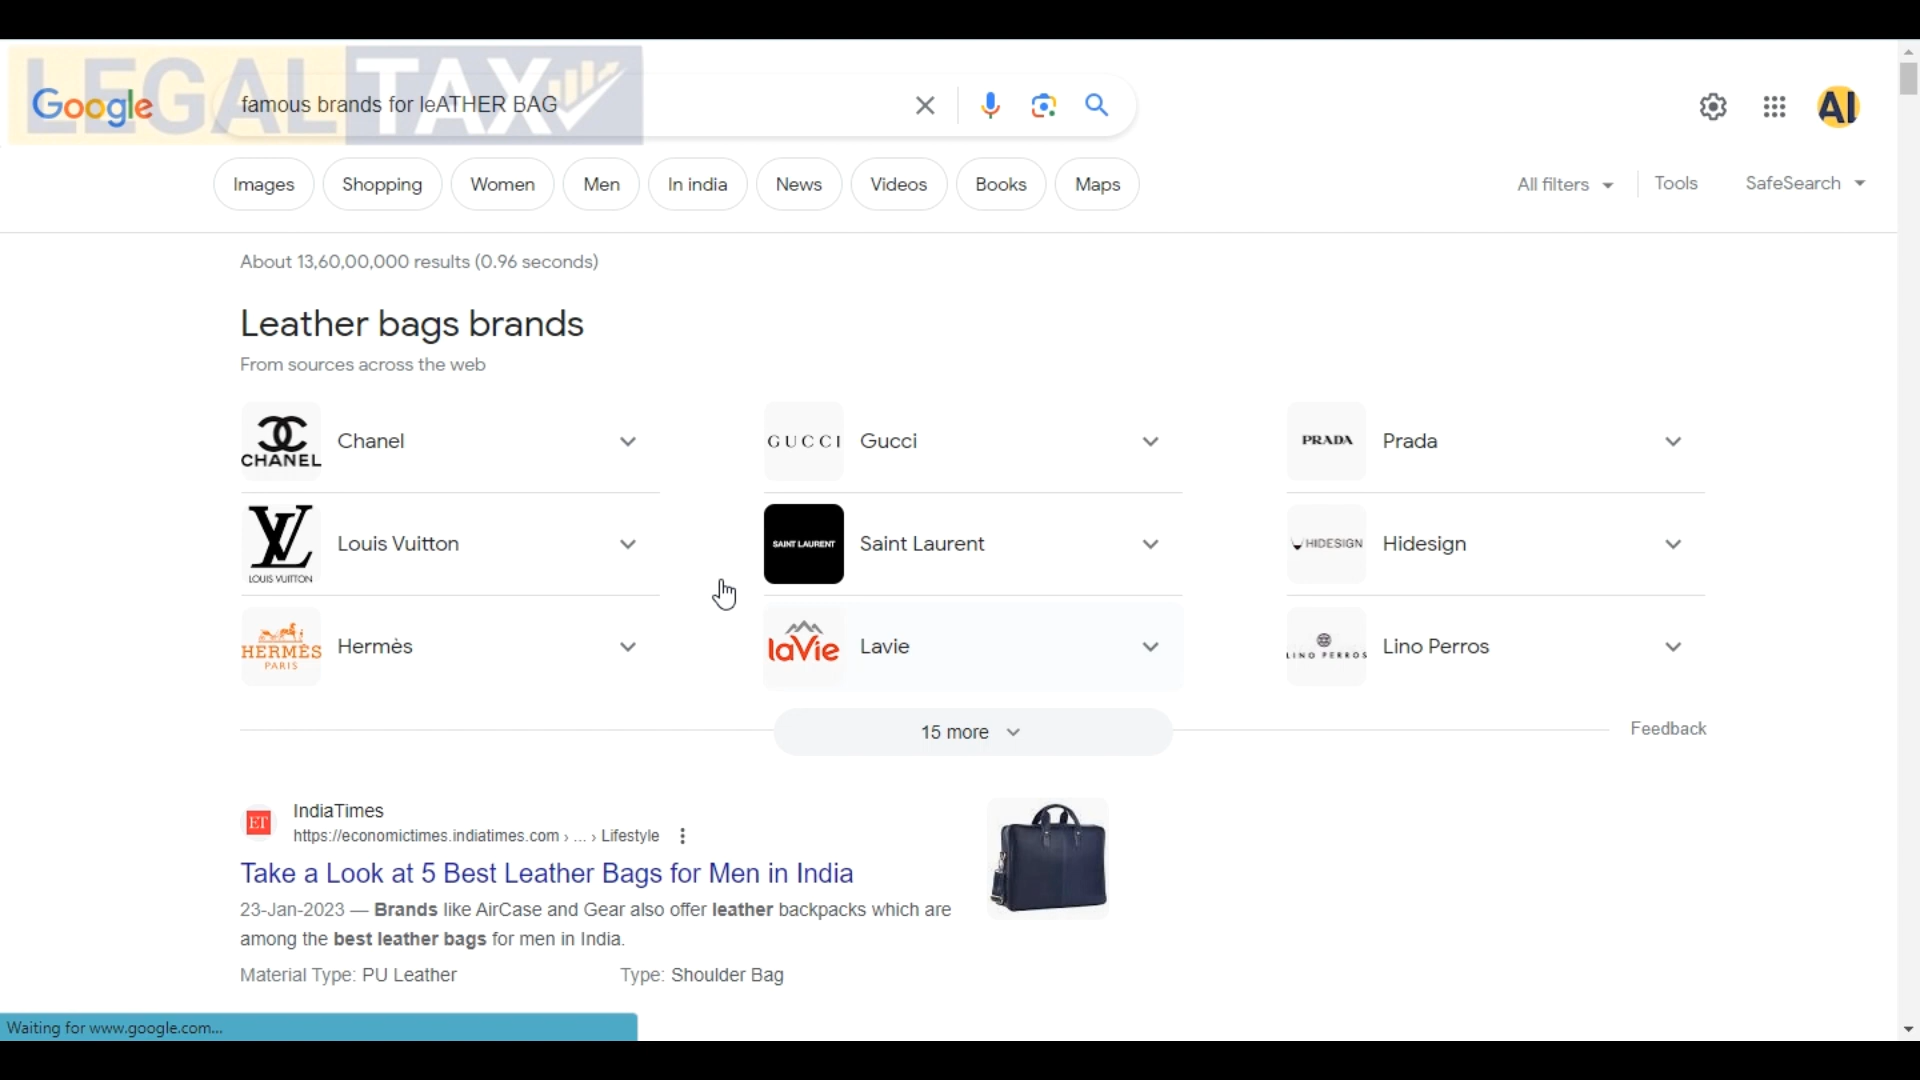 LEGALTAX
Google
famous brands for leATHER BAG
AI
Images Shopping Women Men In india News Videos Books Maps
All filters Tools SafeSearch
About 13,60,00,000 results (0.96 seconds)
Leather bags brands
From sources across the web
CHANEL Chanel GUCCI Gucci PRADA Prada
LOUIS VUITTON Louis Vuitton SAINT LAURENT Saint Laurent HIDESIGN Hidesign
HERMÈS PARIS Hermès laVie Lavie LINO PERROS Lino Perros
15 more
Feedback
ET IndiaTimes
https://economictimes.indiatimes.com › ... › Lifestyle
Take a Look at 5 Best Leather Bags for Men in India
23-Jan-2023 — Brands like AirCase and Gear also offer leather backpacks which are
among the best leather bags for men in India.
Material Type: PU Leather Type: Shoulder Bag
Waiting for www.google.com...